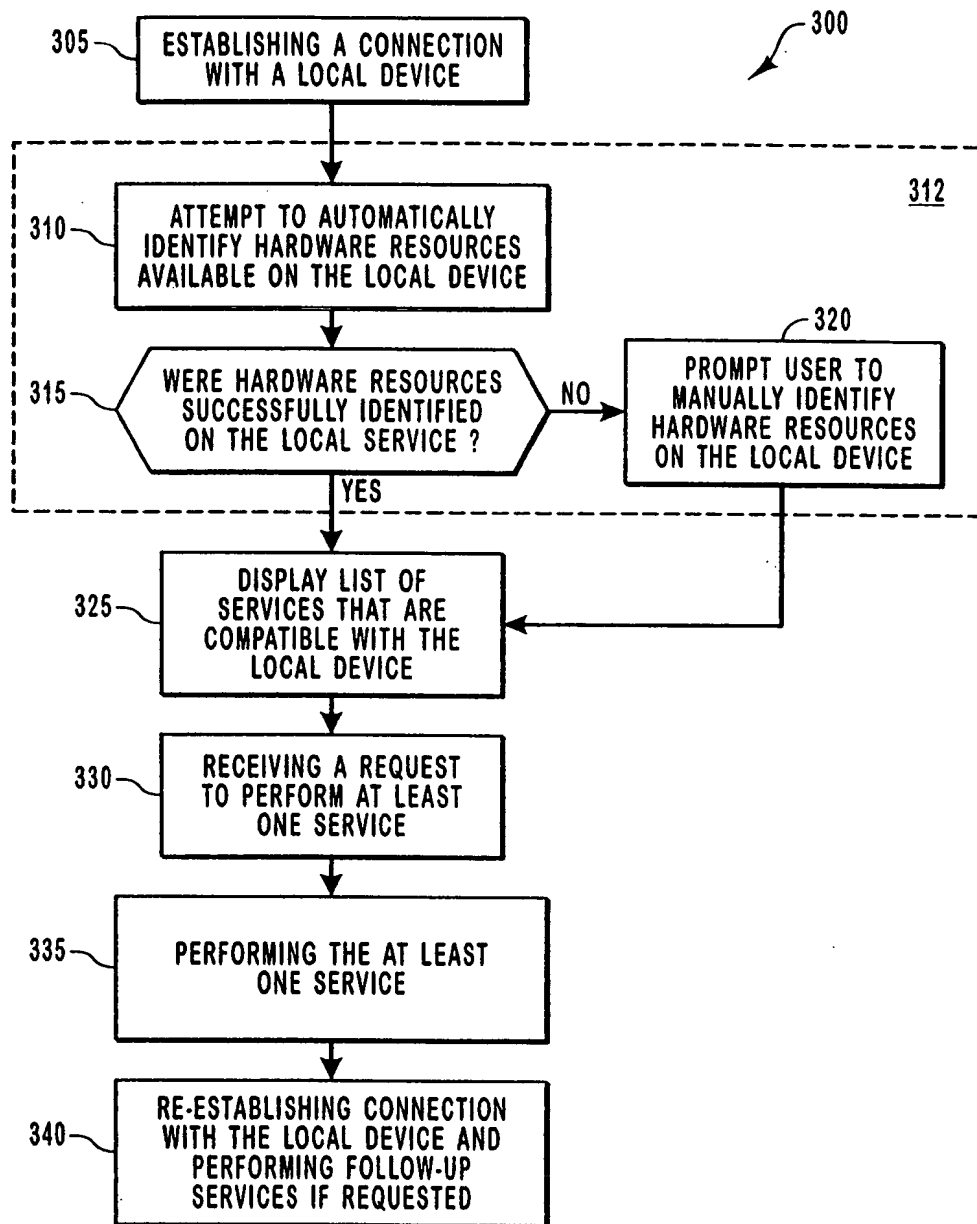 300
305
ESTABLISHING A CONNECTION
WITH A LOCAL DEVICE
312
310
ATTEMPT TO AUTOMATICALLY
IDENTIFY HARDWARE RESOURCES
AVAILABLE ON THE LOCAL DEVICE
315
WERE HARDWARE RESOURCES
SUCCESSFULLY IDENTIFIED
ON THE LOCAL SERVICE ?
NO
YES
320
PROMPT USER TO
MANUALLY IDENTIFY
HARDWARE RESOURCES
ON THE LOCAL DEVICE
325
DISPLAY LIST OF
SERVICES THAT ARE
COMPATIBLE WITH THE
LOCAL DEVICE
330
RECEIVING A REQUEST
TO PERFORM AT LEAST
ONE SERVICE
335
PERFORMING THE AT LEAST
ONE SERVICE
340
RE-ESTABLISHING CONNECTION
WITH THE LOCAL DEVICE AND
PERFORMING FOLLOW-UP
SERVICES IF REQUESTED